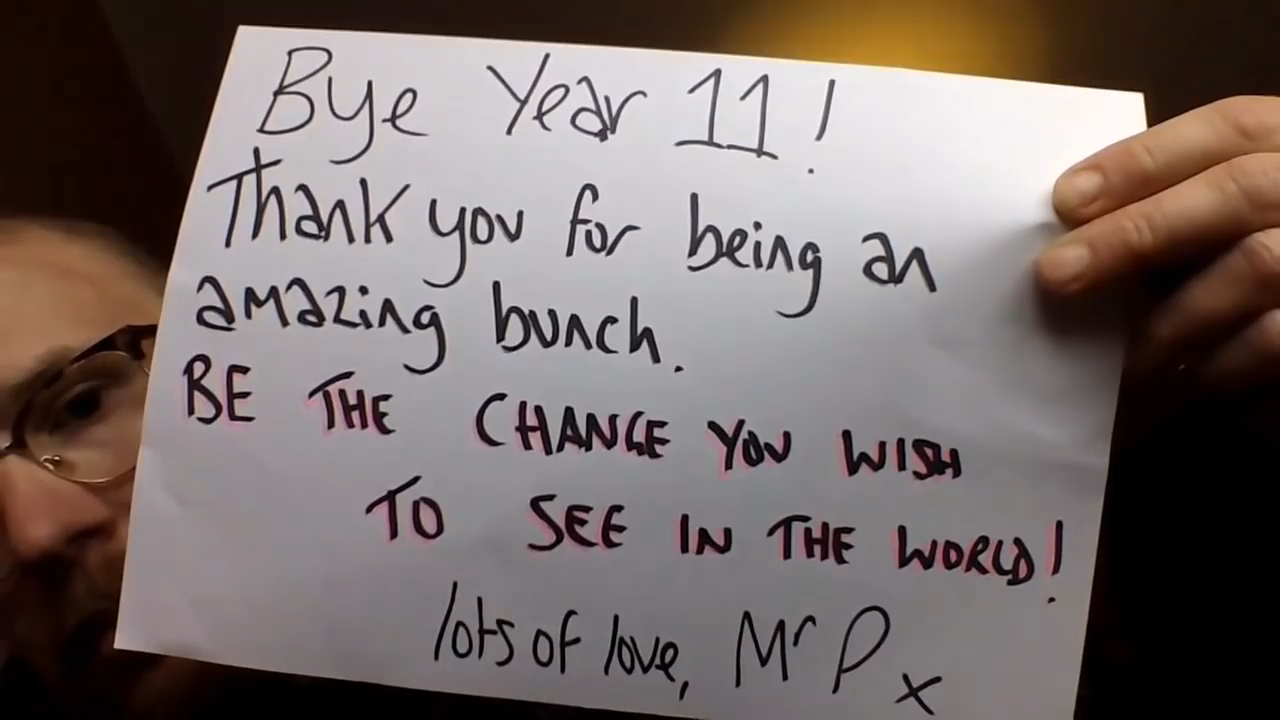 Bye Year 11!
Thank you for being an
amazing bunch.
BE THE CHANGE YOU WISH
TO SEE IN THE WORLD!
lots of love, Mr P x